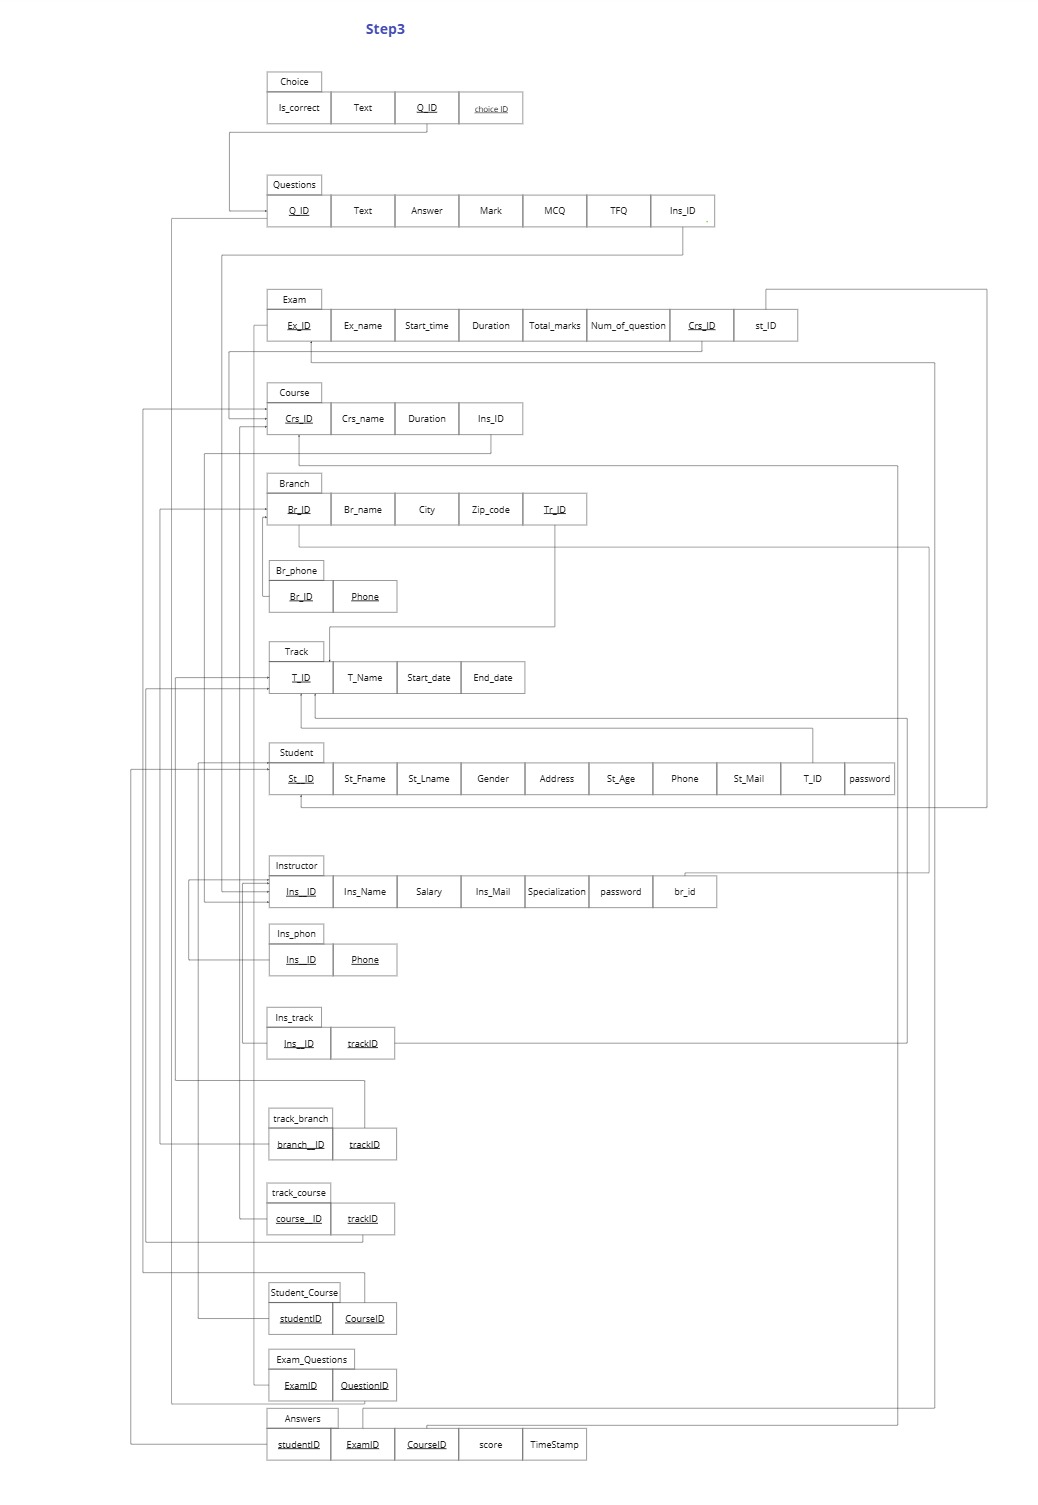 Step3
Choice
Is_correct Text Q_ID choice ID
Questions
Q_ID Text Answer Mark MCQ TFQ Ins_ID
Exam
Ex_ID Ex_name Start_time Duration Total_marks Num_of_question Crs_ID st_ID
Course
Crs_ID Crs_name Duration Ins_ID
Branch
Br_ID Br_name City Zip_code Tr_ID
Br_phone
Br_ID Phone
Track
T_ID T_Name Start_date End_date
Student
St__ID St_Fname St_Lname Gender Address St_Age Phone St_Mail T_ID password
Instructor
Ins__ID Ins_Name Salary Ins_Mail Specialization password br_id
Ins_phon
Ins__ID Phone
Ins_track
Ins__ID trackID
track_branch
branch__ID trackID
track_course
course__ID trackID
Student_Course
studentID CourseID
Exam_Questions
ExamID QuestionID
Answers
studentID ExamID CourseID score TimeStamp